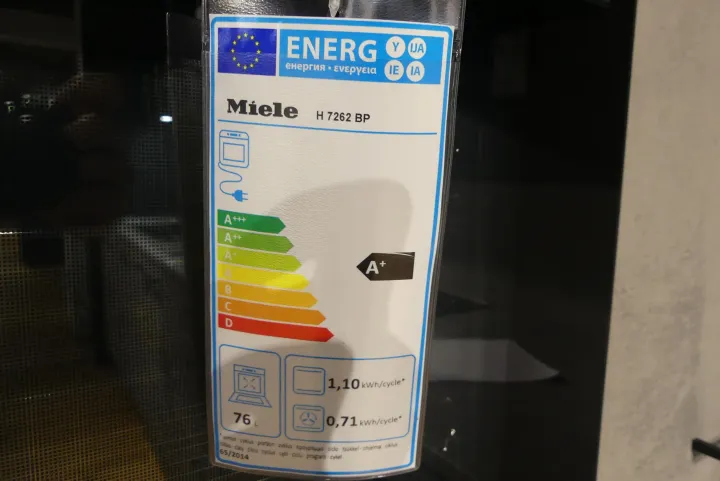 ENERG Y IJA
енергия · ενεργεια IE IA
Miele H 7262 BP
A+++
A++
A+
B
C
D
A+
1,10 kWh/cycle*
76 L
0,71 kWh/cycle*
65/2014